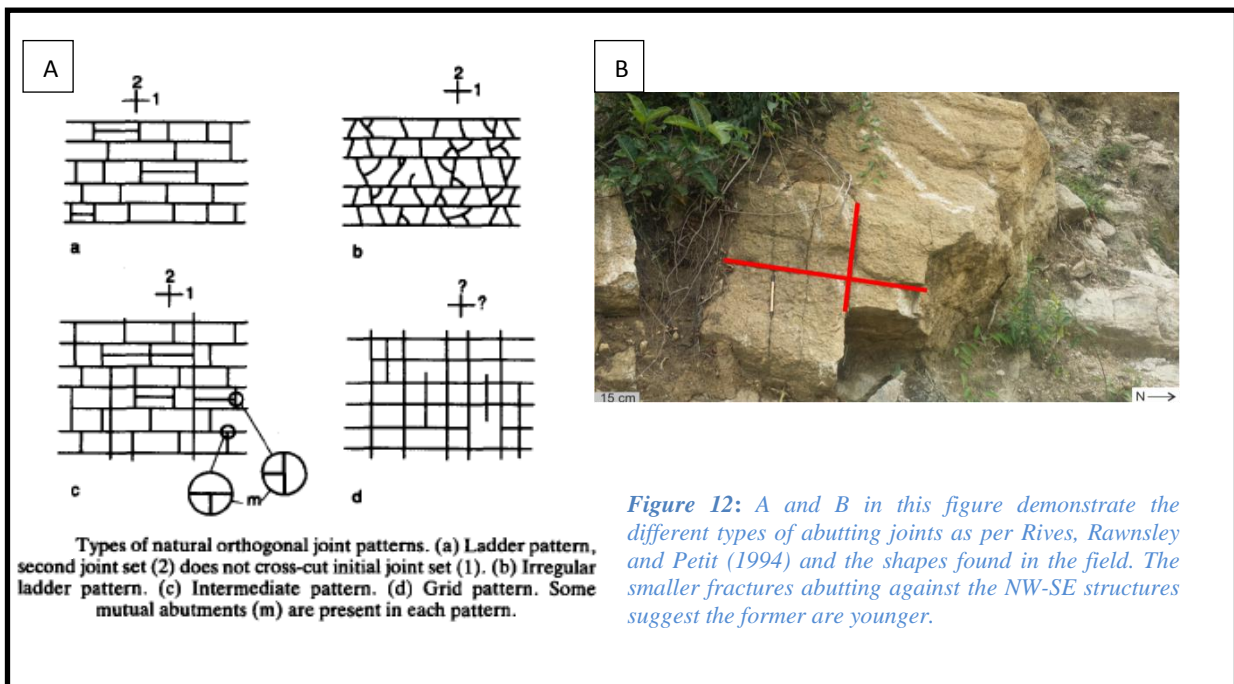 A
B
2
1
a
2
1
b
2
1
m
c
?
?
d
Types of natural orthogonal joint patterns. (a) Ladder pattern,
second joint set (2) does not cross-cut initial joint set (1). (b) Irregular
ladder pattern. (c) Intermediate pattern. (d) Grid pattern. Some
mutual abutments (m) are present in each pattern.
15 cm
N
Figure 12: A and B in this figure demonstrate the
different types of abutting joints as per Rives, Rawnsley
and Petit (1994) and the shapes found in the field. The
smaller fractures abutting against the NW-SE structures
suggest the former are younger.